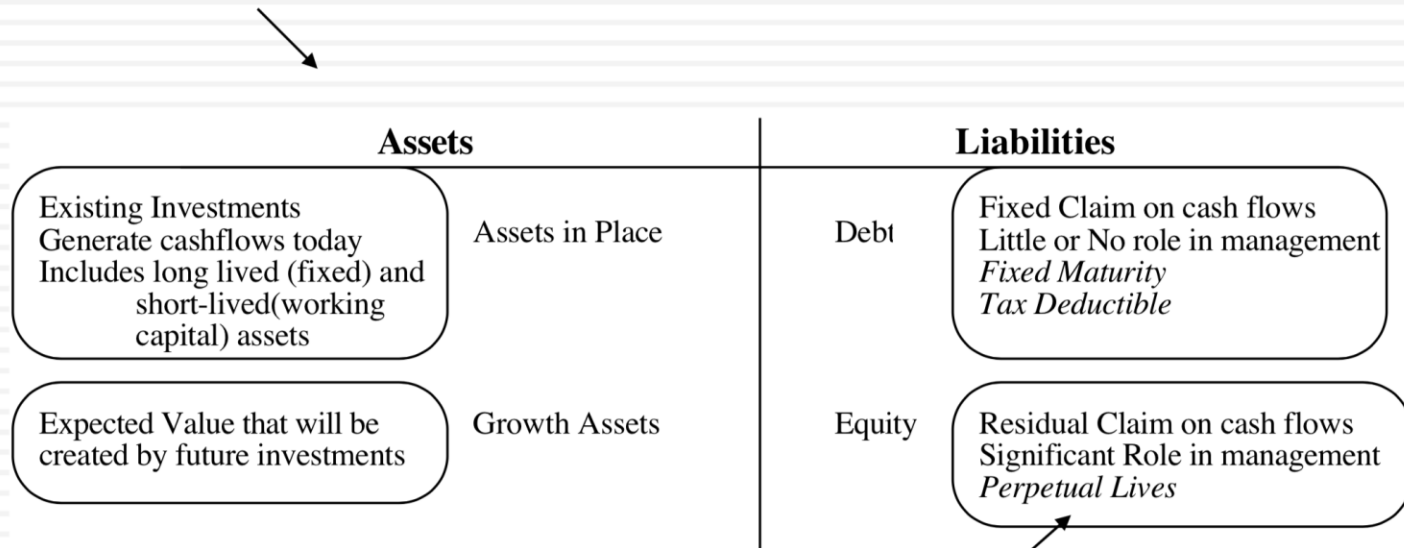 Assets
Liabilities
Existing Investments
Generate cashflows today
Includes long lived (fixed) and
short-lived(working
capital) assets
Assets in Place
Debt
Fixed Claim on cash flows
Little or No role in management
Fixed Maturity
Tax Deductible
Expected Value that will be
created by future investments
Growth Assets
Equity
Residual Claim on cash flows
Significant Role in management
Perpetual Lives